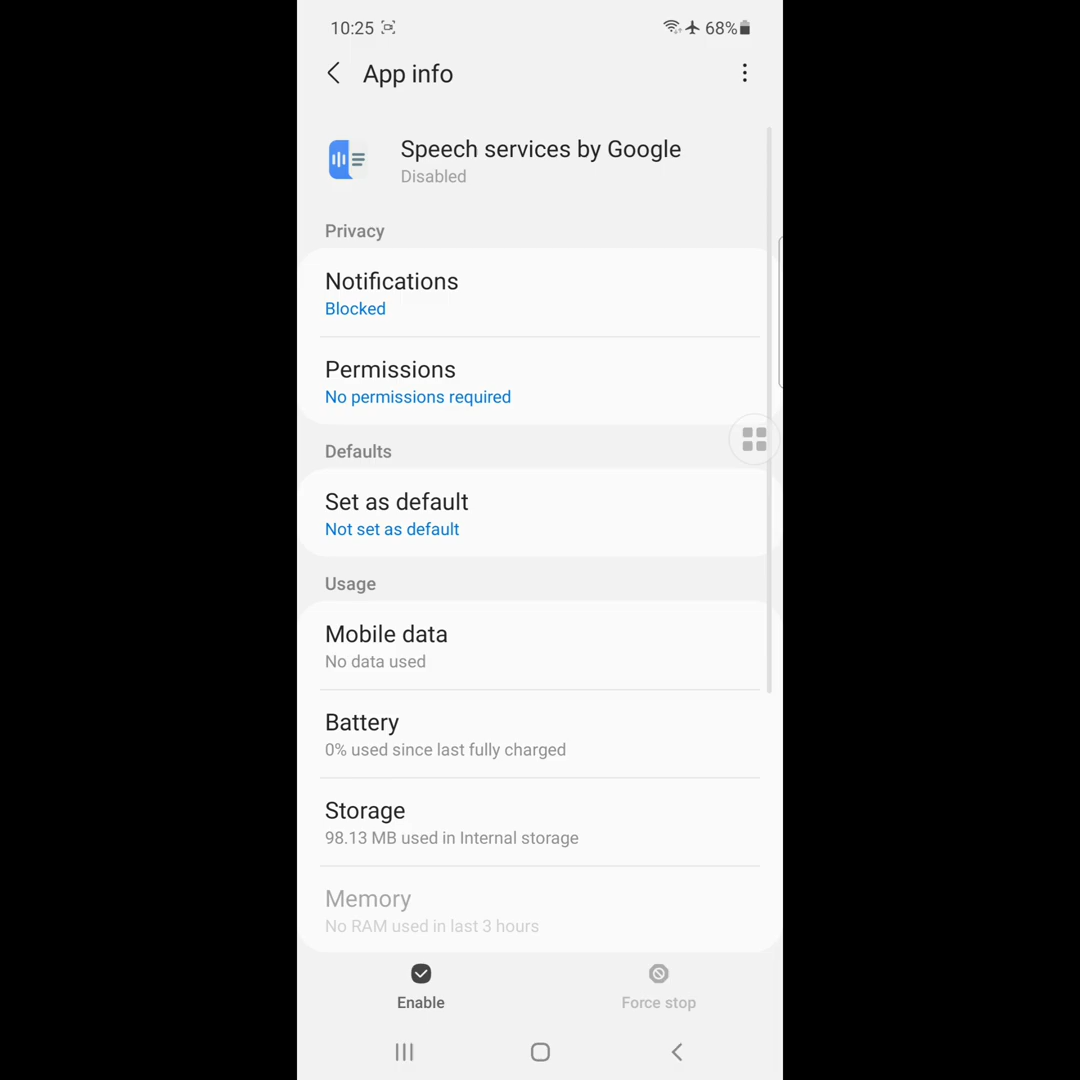 10:25 68%
App info
Speech services by Google
Disabled
Privacy
Notifications
Blocked
Permissions
No permissions required
Defaults
Set as default
Not set as default
Usage
Mobile data
No data used
Battery
0% used since last fully charged
Storage
98.13 MB used in Internal storage
Memory
No RAM used in last 3 hours
Enable Force stop